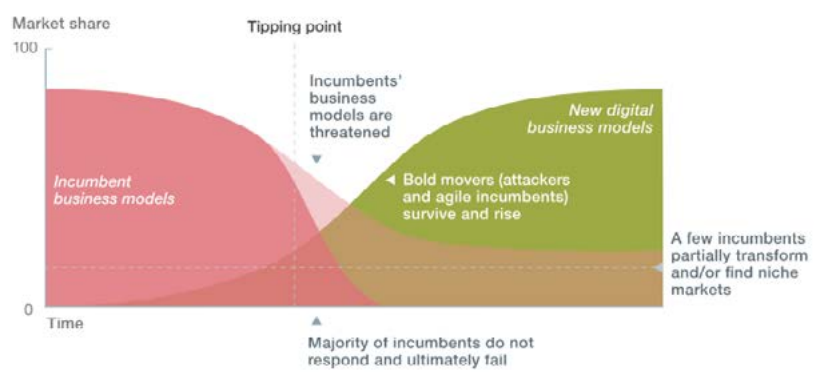 Market share
100
Tipping point
Incumbents'
business
models are
threatened
New digital
business models
Incumbent
business models
Bold movers (attackers
and agile incumbents)
survive and rise
A few incumbents
partially transform
and/or find niche
markets
0
Time
Majority of incumbents do not
respond and ultimately fail